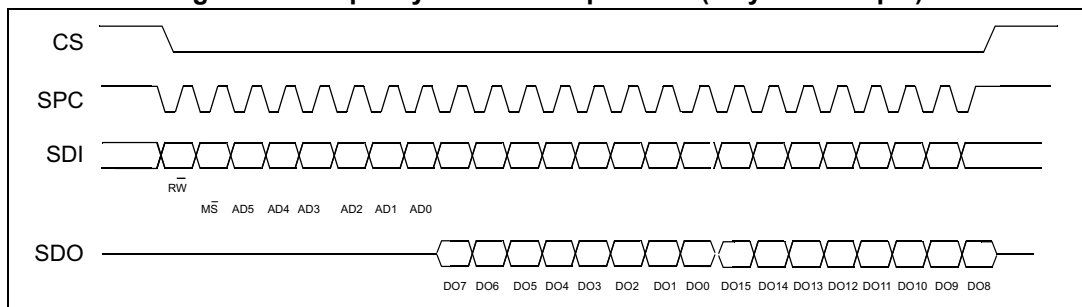 CS
SPC
SDI
RW̅
MS̅ AD5 AD4 AD3 AD2 AD1 AD0
SDO
DO7 DO6 DO5 DO4 DO3 DO2 DO1 DO0 DO15 DO14 DO13 DO12 DO11 DO10 DO9 DO8